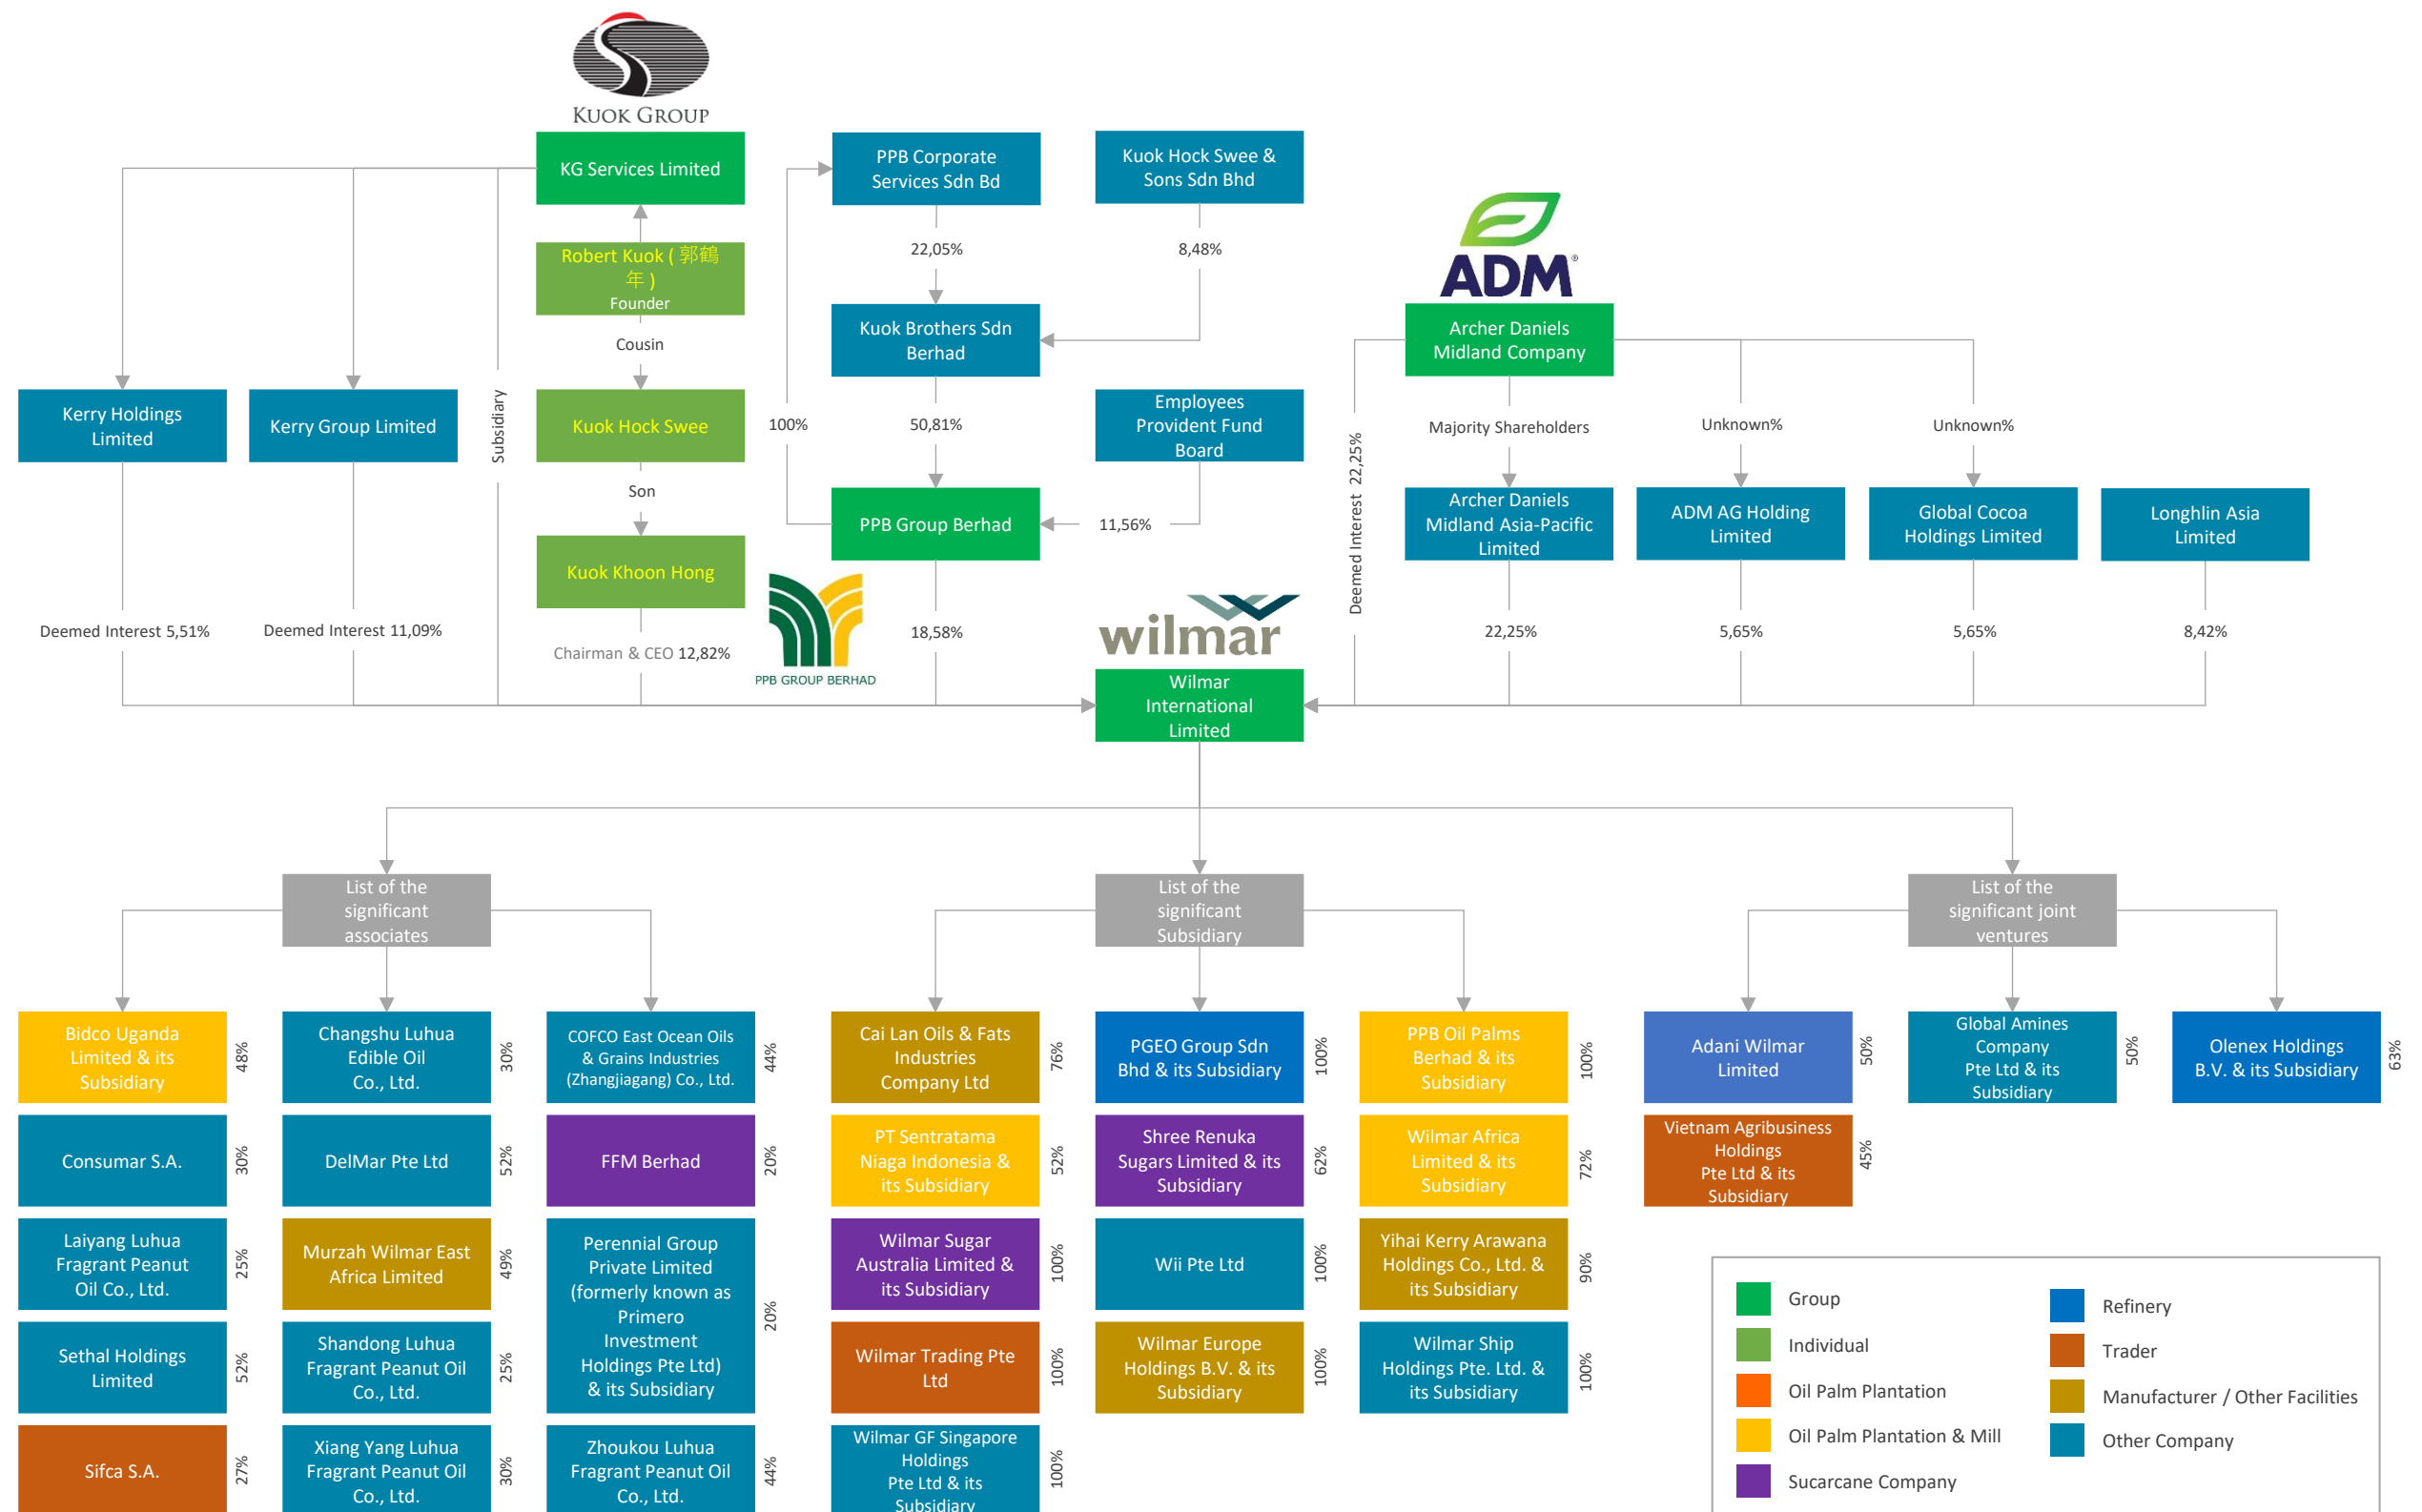 KUOK GROUP
KG Services Limited
PPB Corporate
Services Sdn Bd
Kuok Hock Swee &
Sons Sdn Bhd
Robert Kuok ( 郭鶴
年 )
Founder
22,05%
8,48%
ADM
Cousin
Kuok Brothers Sdn
Berhad
Archer Daniels
Midland Company
Kerry Holdings
Limited
Kerry Group Limited
Subsidiary
Kuok Hock Swee
100%
50,81%
Employees
Provident Fund
Board
Deemed Interest 22,25%
Majority Shareholders
Unknown%
Unknown%
Son
PPB Group Berhad
11,56%
Archer Daniels
Midland Asia-Pacific
Limited
ADM AG Holding
Limited
Global Cocoa
Holdings Limited
Longhlin Asia
Limited
Kuok Khoon Hong
Deemed Interest 5,51%
Deemed Interest 11,09%
Chairman & CEO 12,82%
PPB GROUP BERHAD
18,58%
wilmar
22,25%
5,65%
5,65%
8,42%
Wilmar
International
Limited
List of the
significant
associates
List of the
significant
Subsidiary
List of the
significant joint
ventures
Bidco Uganda
Limited & its
Subsidiary
48%
Changshu Luhua
Edible Oil
Co., Ltd.
30%
COFCO East Ocean Oils
& Grains Industries
(Zhangjiagang) Co., Ltd.
44%
Cai Lan Oils & Fats
Industries
Company Ltd
76%
PGEO Group Sdn
Bhd & its Subsidiary
100%
PPB Oil Palms
Berhad & its
Subsidiary
100%
Adani Wilmar
Limited
50%
Global Amines
Company
Pte Ltd & its
Subsidiary
50%
Olenex Holdings
B.V. & its Subsidiary
63%
Consumar S.A.
30%
DelMar Pte Ltd
52%
FFM Berhad
20%
PT Sentratama
Niaga Indonesia &
its Subsidiary
52%
Shree Renuka
Sugars Limited & its
Subsidiary
62%
Wilmar Africa
Limited & its
Subsidiary
72%
Vietnam Agribusiness
Holdings
Pte Ltd & its
Subsidiary
45%
Laiyang Luhua
Fragrant Peanut
Oil Co., Ltd.
25%
Murzah Wilmar East
Africa Limited
49%
Perennial Group
Private Limited
(formerly known as
Primero
Investment
Holdings Pte Ltd)
& its Subsidiary
20%
Wilmar Sugar
Australia Limited &
its Subsidiary
100%
Wii Pte Ltd
100%
Yihai Kerry Arawana
Holdings Co., Ltd. &
its Subsidiary
90%
Sethal Holdings
Limited
52%
Shandong Luhua
Fragrant Peanut Oil
Co., Ltd.
25%
Wilmar Trading Pte
Ltd
100%
Wilmar Europe
Holdings B.V. & its
Subsidiary
100%
Wilmar Ship
Holdings Pte. Ltd. &
its Subsidiary
100%
Sifca S.A.
27%
Xiang Yang Luhua
Fragrant Peanut Oil
Co., Ltd.
30%
Zhoukou Luhua
Fragrant Peanut Oil
Co., Ltd.
44%
Wilmar GF Singapore
Holdings
Pte Ltd & its
Subsidiary
100%
Group
Individual
Oil Palm Plantation
Oil Palm Plantation & Mill
Sucarcane Company
Refinery
Trader
Manufacturer / Other Facilities
Other Company